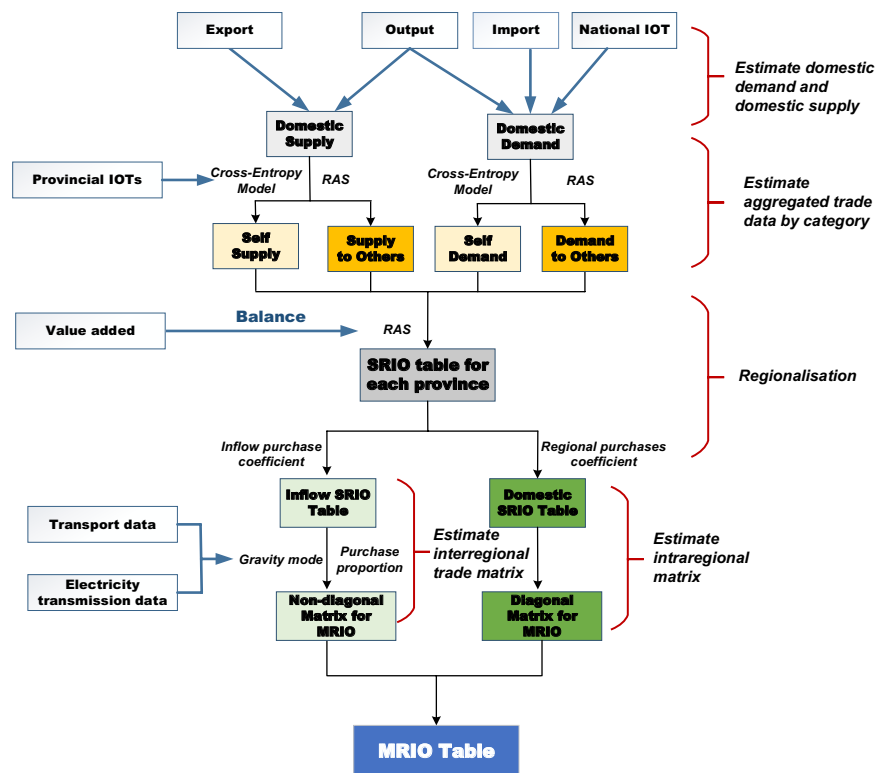 Export
Output
Import
National IOT
Estimate domestic
demand and
domestic supply
Domestic
Supply
Domestic
Demand
Provincial IOTs
Cross-Entropy
Model
RAS
Cross-Entropy
Model
RAS
Estimate
aggregated trade
data by category
Self
Supply
Supply
to Others
Self
Demand
Demand
to Others
Value added
Balance
RAS
SRIO table for
each province
Regionalisation
Inflow purchase
coefficient
Regional purchases
coefficient
Inflow SRIO
Table
Domestic
SRIO Table
Transport data
Electricity
transmission data
Gravity mode
Purchase
proportion
Estimate
interregional
trade matrix
Estimate
intraregional
matrix
Non-diagonal
Matrix for
MRIO
Diagonal
Matrix for
MRIO
MRIO Table